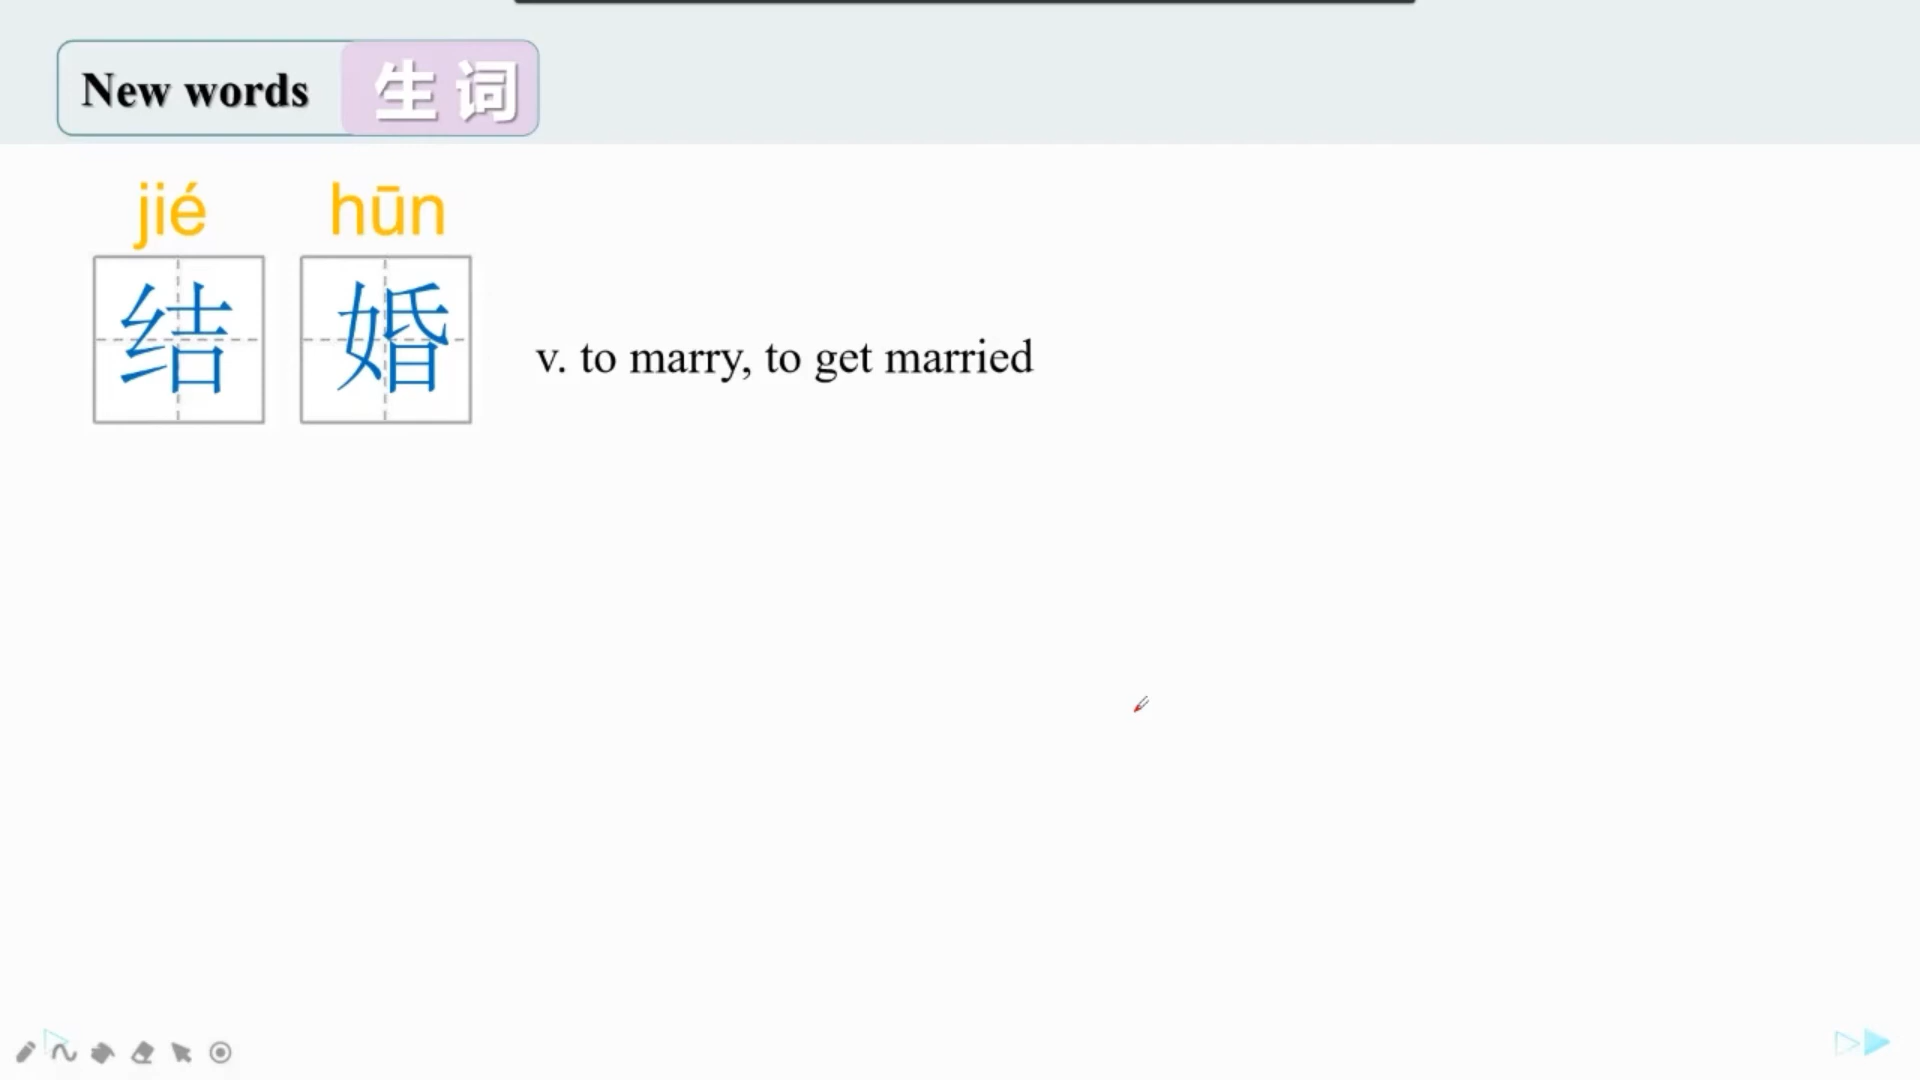 New words 生词
jié hūn
结婚
v. to marry, to get married